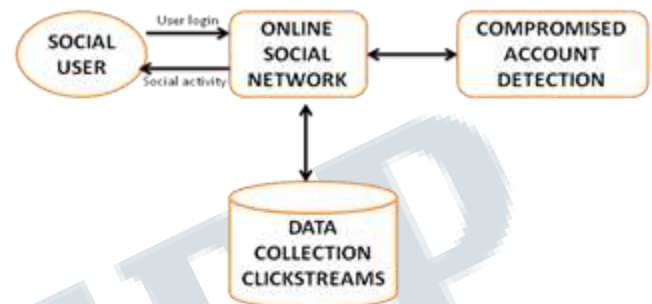 SOCIAL
USER
User login
Social activity
ONLINE
SOCIAL
NETWORK
COMPROMISED
ACCOUNT
DETECTION
DATA
COLLECTION
CLICKSTREAMS